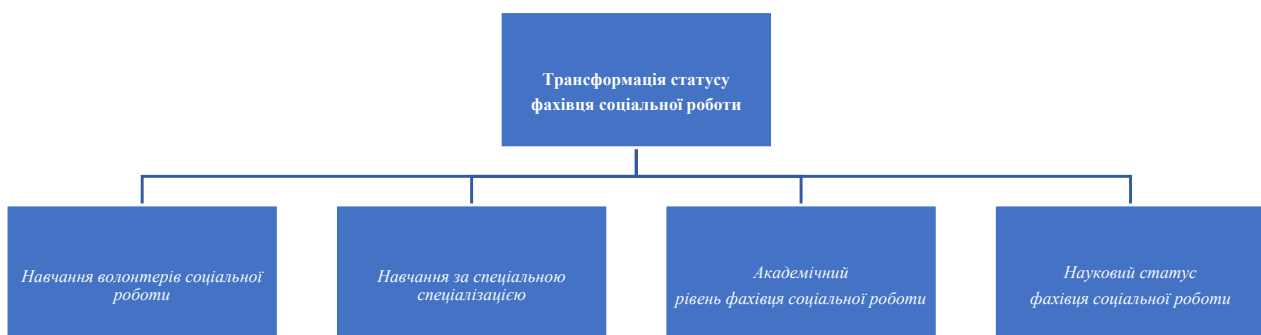 Трансформація статусу
фахівця соціальної роботи
Навчання волонтерів соціальної
роботи
Навчання за спеціальною
спеціалізацією
Академічний
рівень фахівця соціальної роботи
Науковий статус
фахівця соціальної роботи